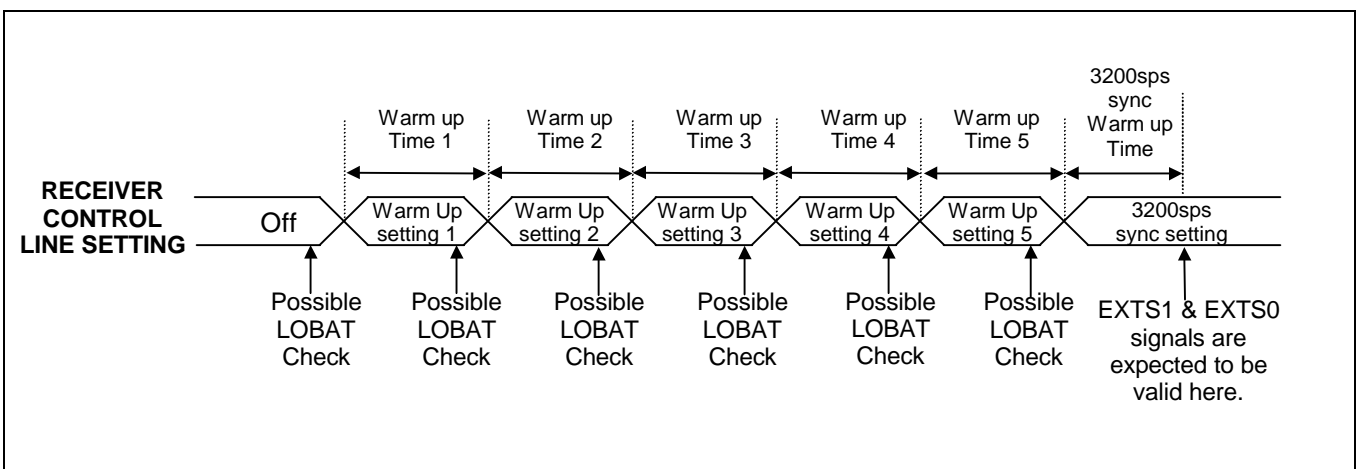 3200sps
sync
Warm up
Time
Warm up
Time 1
Warm up
Time 2
Warm up
Time 3
Warm up
Time 4
Warm up
Time 5
RECEIVER
CONTROL
LINE SETTING
Off
Warm Up
setting 1
Warm Up
setting 2
Warm Up
setting 3
Warm Up
setting 4
Warm Up
setting 5
3200sps
sync setting
Possible
LOBAT
Check
Possible
LOBAT
Check
Possible
LOBAT
Check
Possible
LOBAT
Check
Possible
LOBAT
Check
Possible
LOBAT
Check
EXTS1 & EXTS0
signals are
expected to be
valid here.